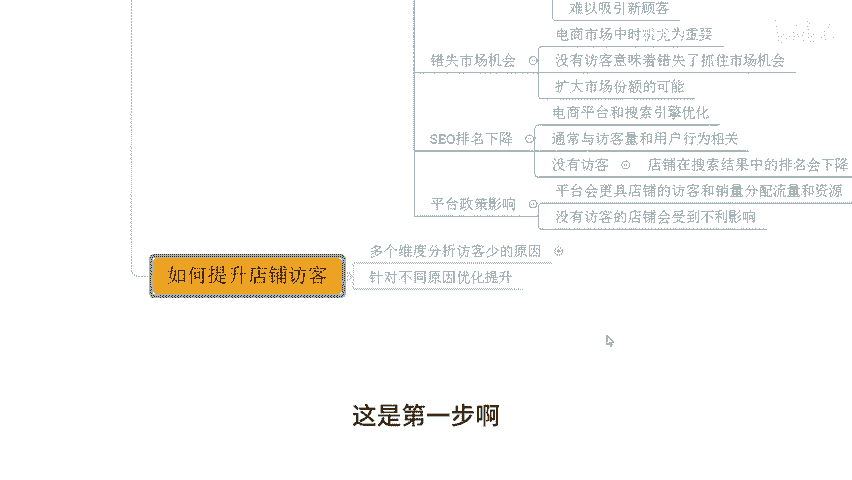 难以吸引新顾客
电商市场中时机尤为重要
错失市场机会
没有访客意味着错失了抓住市场机会
扩大市场份额的可能
电商平台和搜索引擎优化
SEO排名下降
通常与访客量和用户行为相关
没有访客
店铺在搜索结果中的排名会下降
平台会更具店铺的访客和销量分配流量和资源
平台政策影响
没有访客的店铺会受到不利影响
多个维度分析访客少的原因
如何提升店铺访客
针对不同原因优化提升
这是第一步啊